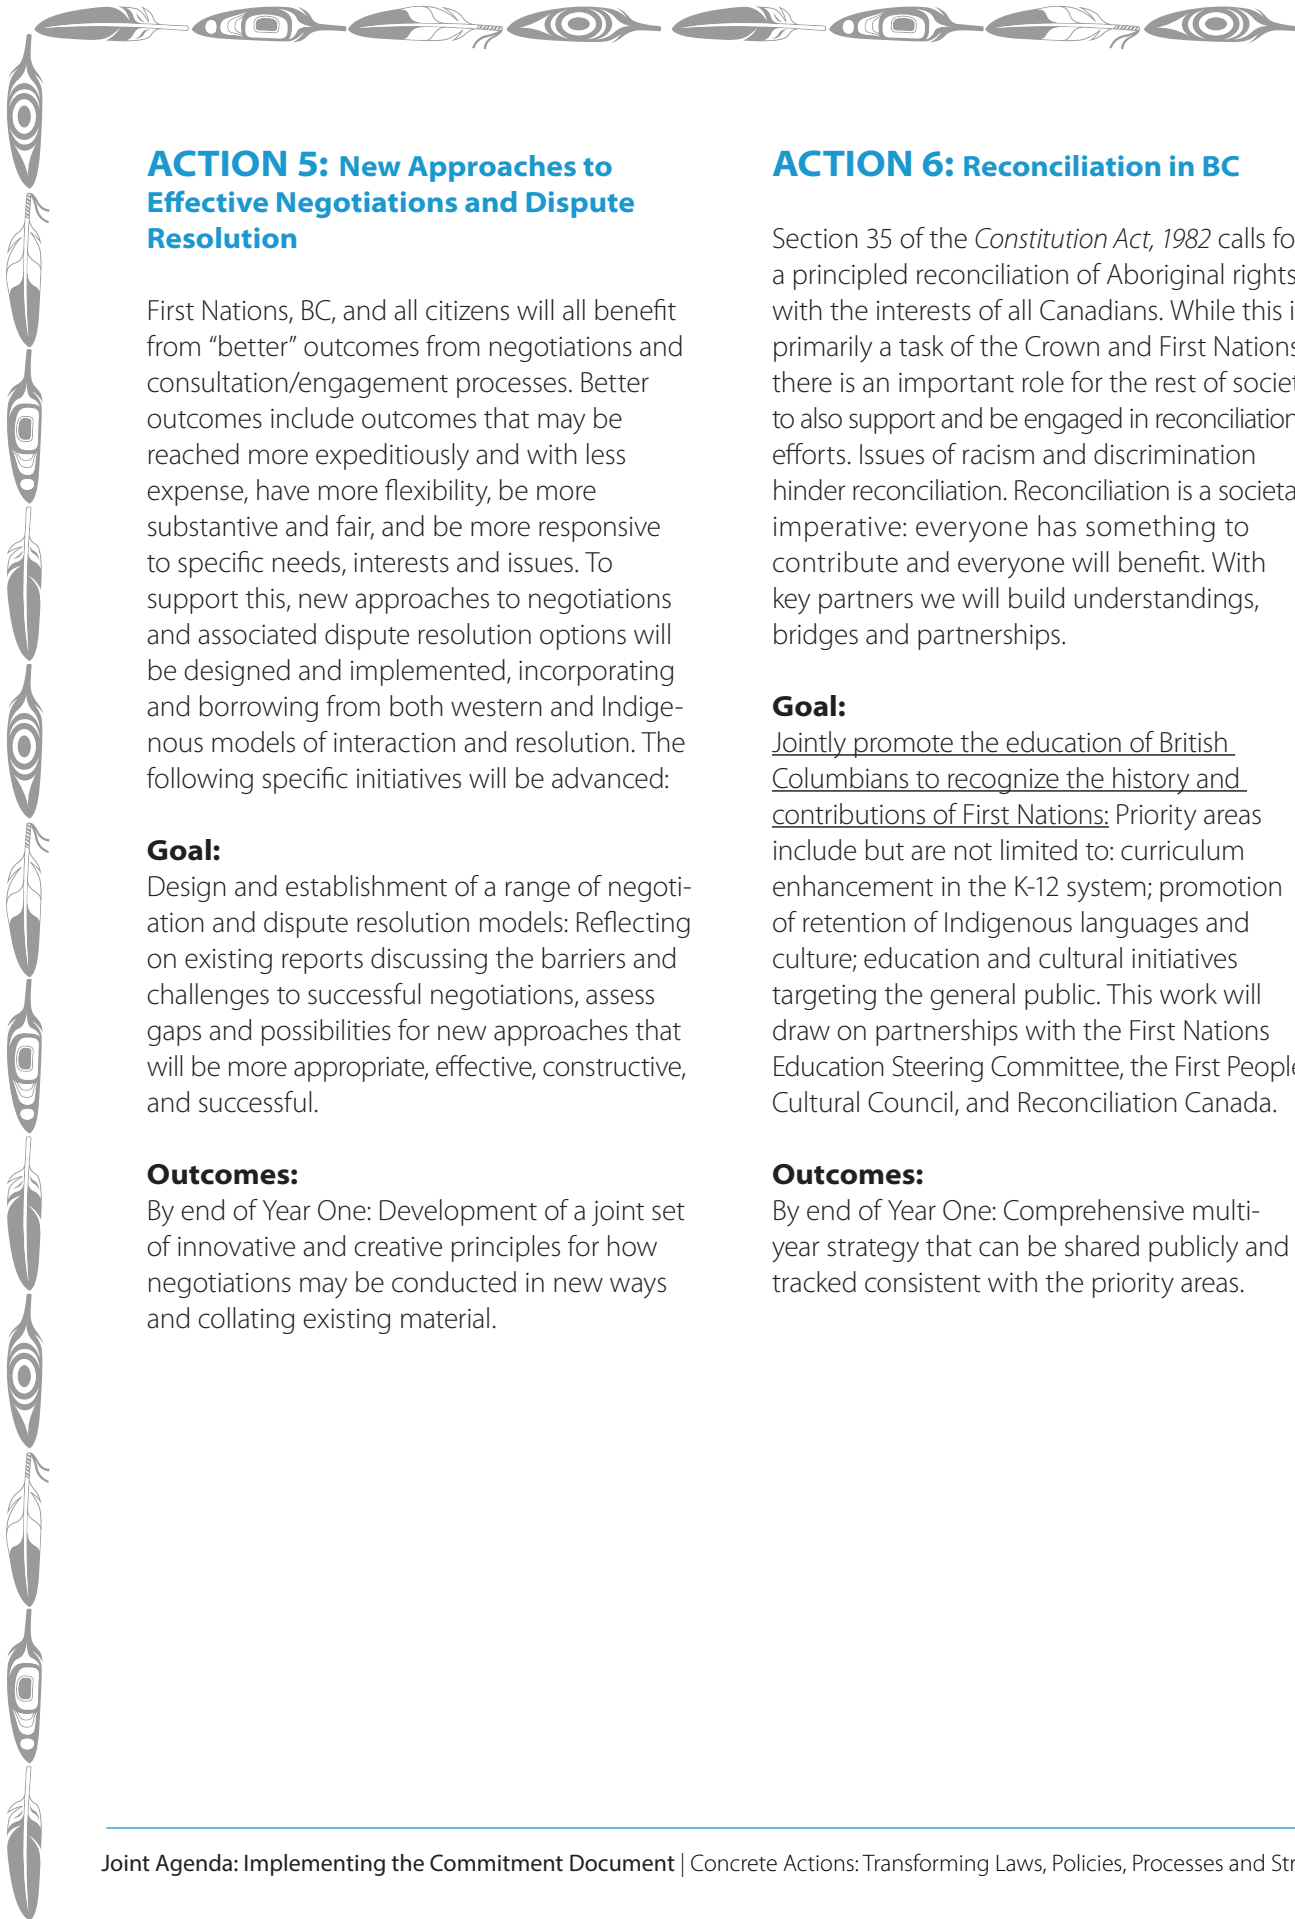 ACTION 5: New Approaches to
Effective Negotiations and Dispute
Resolution
First Nations, BC, and all citizens will all benefit
from “better” outcomes from negotiations and
consultation/engagement processes. Better
outcomes include outcomes that may be
reached more expeditiously and with less
expense, have more flexibility, be more
substantive and fair, and be more responsive
to specific needs, interests and issues. To
support this, new approaches to negotiations
and associated dispute resolution options will
be designed and implemented, incorporating
and borrowing from both western and Indige-
nous models of interaction and resolution. The
following specific initiatives will be advanced:
Goal:
Design and establishment of a range of negoti-
ation and dispute resolution models: Reflecting
on existing reports discussing the barriers and
challenges to successful negotiations, assess
gaps and possibilities for new approaches that
will be more appropriate, effective, constructive,
and successful.
Outcomes:
By end of Year One: Development of a joint set
of innovative and creative principles for how
negotiations may be conducted in new ways
and collating existing material.
ACTION 6: Reconciliation in BC
Section 35 of the Constitution Act, 1982 calls fo
a principled reconciliation of Aboriginal rights
with the interests of all Canadians. While this i
primarily a task of the Crown and First Nations
there is an important role for the rest of societ
to also support and be engaged in reconciliation
efforts. Issues of racism and discrimination
hinder reconciliation. Reconciliation is a societa
imperative: everyone has something to
contribute and everyone will benefit. With
key partners we will build understandings,
bridges and partnerships.
Goal:
Jointly promote the education of British
Columbians to recognize the history and
contributions of First Nations: Priority areas
include but are not limited to: curriculum
enhancement in the K-12 system; promotion
of retention of Indigenous languages and
culture; education and cultural initiatives
targeting the general public. This work will
draw on partnerships with the First Nations
Education Steering Committee, the First People
Cultural Council, and Reconciliation Canada.
Outcomes:
By end of Year One: Comprehensive multi-
year strategy that can be shared publicly and
tracked consistent with the priority areas.
Joint Agenda: Implementing the Commitment Document | Concrete Actions: Transforming Laws, Policies, Processes and Str